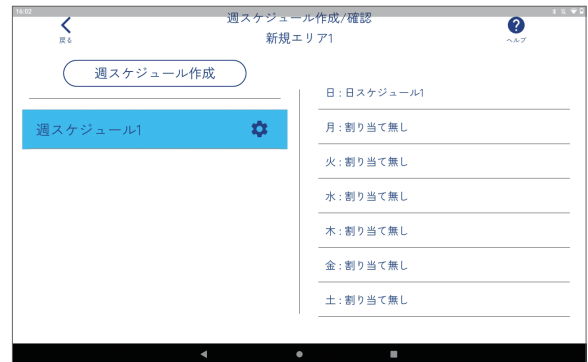 16:02
週スケジュール作成/確認
戻る
新規エリア1
ヘルプ
週スケジュール作成
週スケジュール1
日 : 日スケジュール1
月 : 割り当て無し
火 : 割り当て無し
水 : 割り当て無し
木 : 割り当て無し
金 : 割り当て無し
土 : 割り当て無し